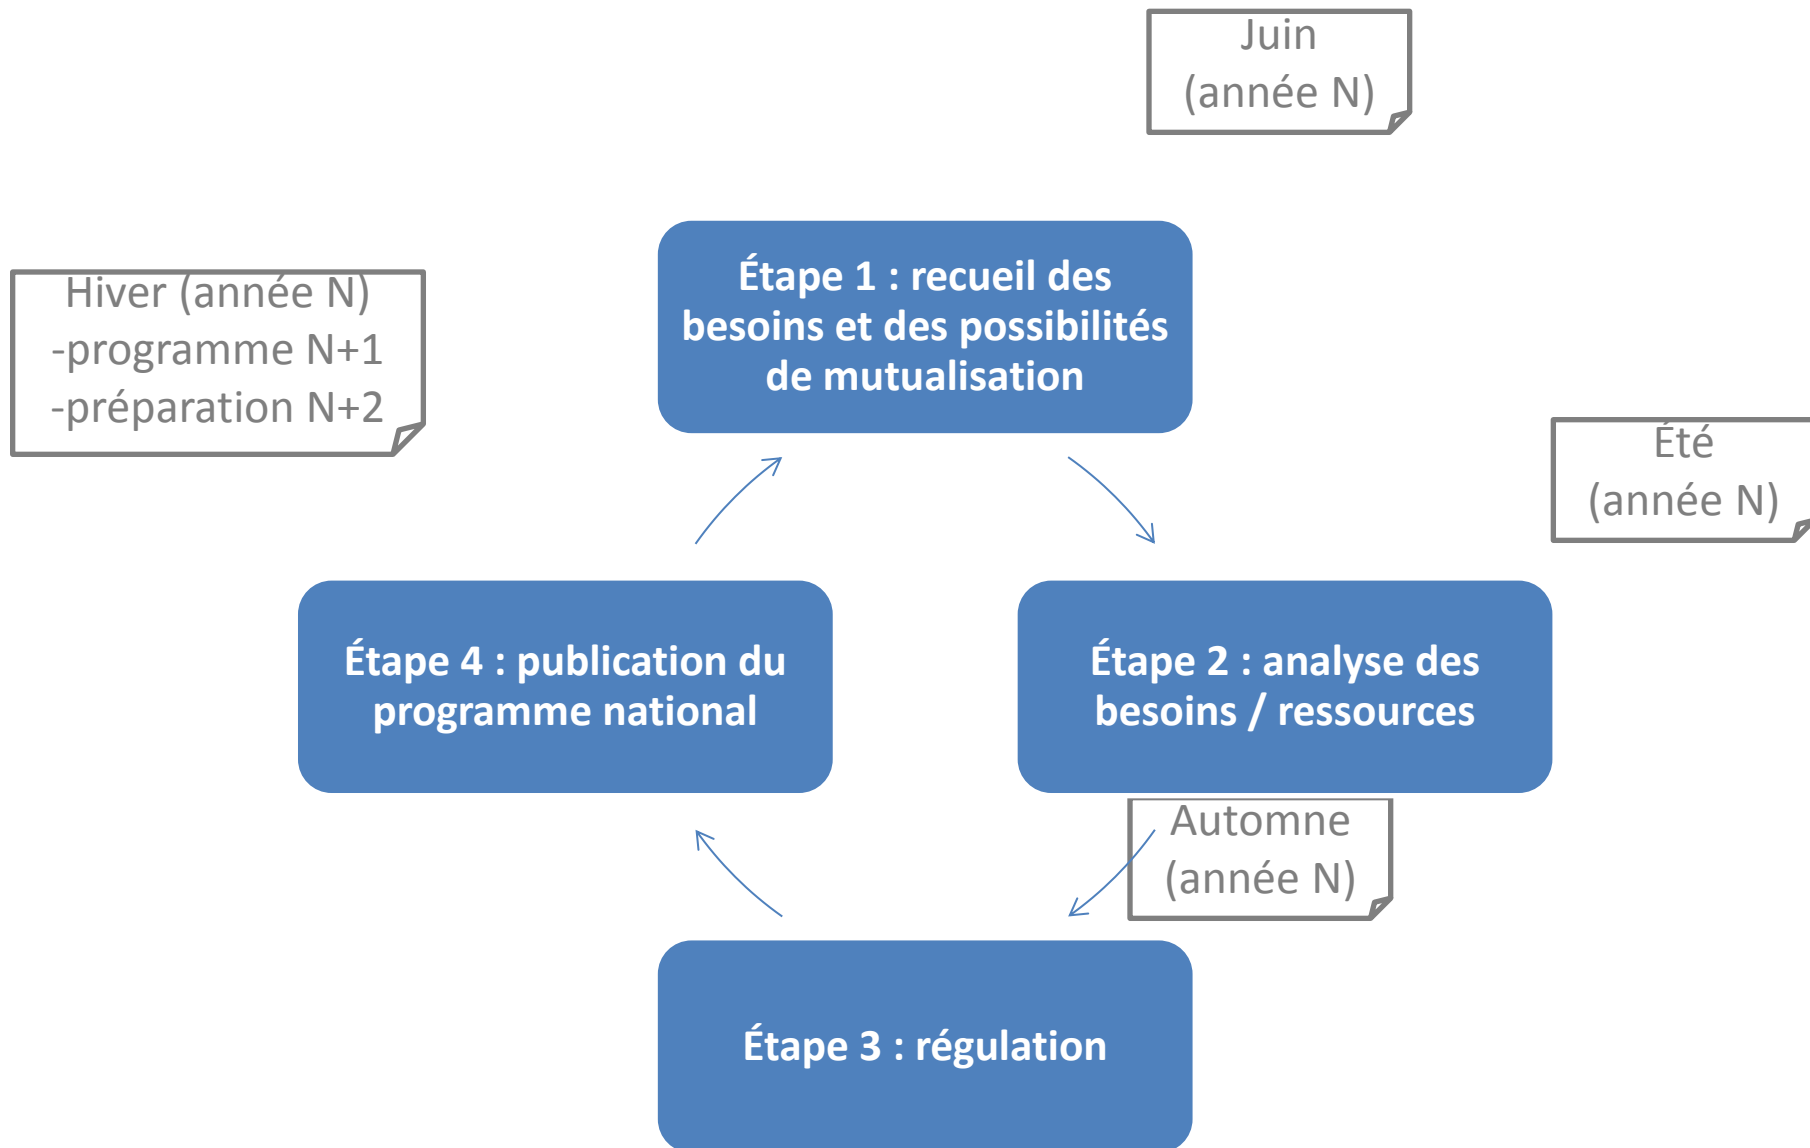 Juin
(année N)
Étape 1 : recueil des
besoins et des possibilités
de mutualisation
Hiver (année N)
-programme N+1
-préparation N+2
Été
(année N)
Étape 4 : publication du
programme national
Étape 2 : analyse des
besoins / ressources
Automne
(année N)
Étape 3 : régulation